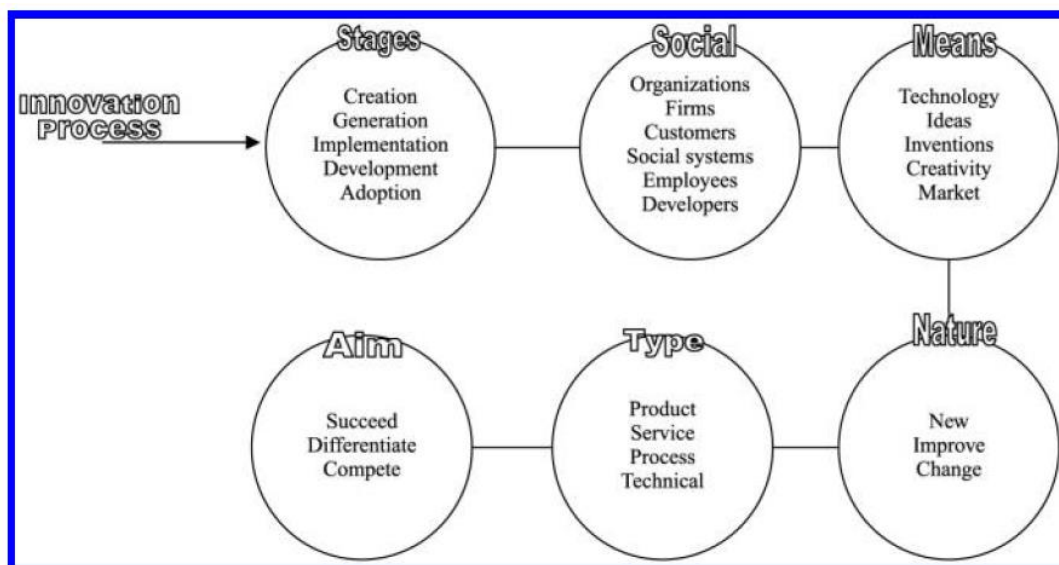 Innovation
Process
Stages
Creation
Generation
Implementation
Development
Adoption
Social
Organizations
Firms
Customers
Social systems
Employees
Developers
Means
Technology
Ideas
Inventions
Creativity
Market
Nature
New
Improve
Change
Type
Product
Service
Process
Technical
Aim
Succeed
Differentiate
Compete